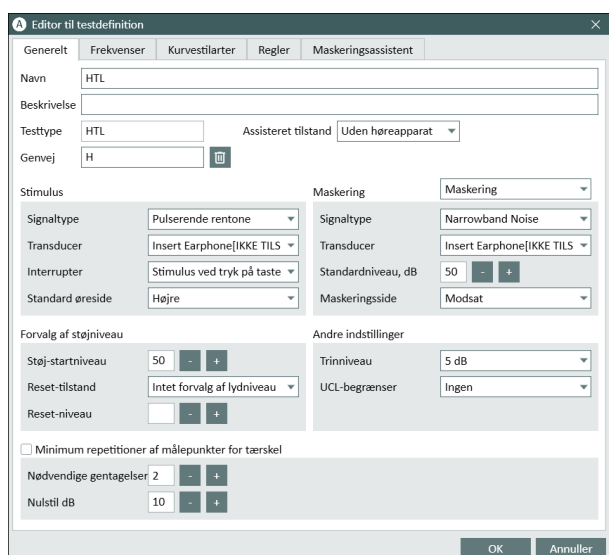 A Editor til testdefinition
Generelt Frekvenser Kurvestilarter Regler Maskeringsassistent
Navn HTL
Beskrivelse
Testtype HTL Assisteret tilstand Uden høreapparat
Genvej H
Stimulus
Signaltype Pulserende rentone
Transducer Insert Earphone[IKKE TILS
Interrupter Stimulus ved tryk på taste
Standard øreside Højre
Maskering Maskering
Signaltype Narrowband Noise
Transducer Insert Earphone[IKKE TILS
Standardniveau, dB 50 - +
Maskeringsside Modsat
Forvalg af støjniveau
Støj-startniveau 50 - +
Reset-tilstand Intet forvalg af lydniveau
Reset-niveau - +
Andre indstillinger
Trinniveau 5 dB
UCL-begrænser Ingen
Minimum repetitioner af målepunkter for tærskel
Nødvendige gentagelser 2 - +
Nulstil dB 10 - +
OK Annuller